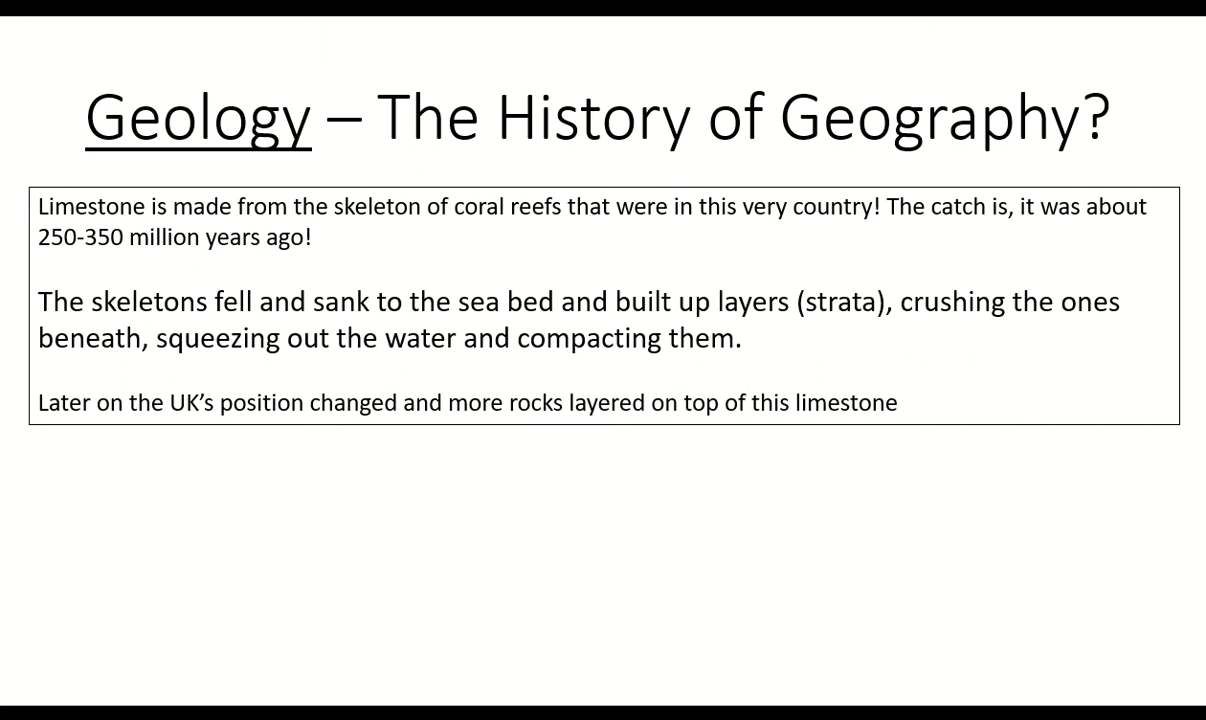 Geology – The History of Geography?
Limestone is made from the skeleton of coral reefs that were in this very country! The catch is, it was about
250-350 million years ago!
The skeletons fell and sank to the sea bed and built up layers (strata), crushing the ones
beneath, squeezing out the water and compacting them.
Later on the UK’s position changed and more rocks layered on top of this limestone